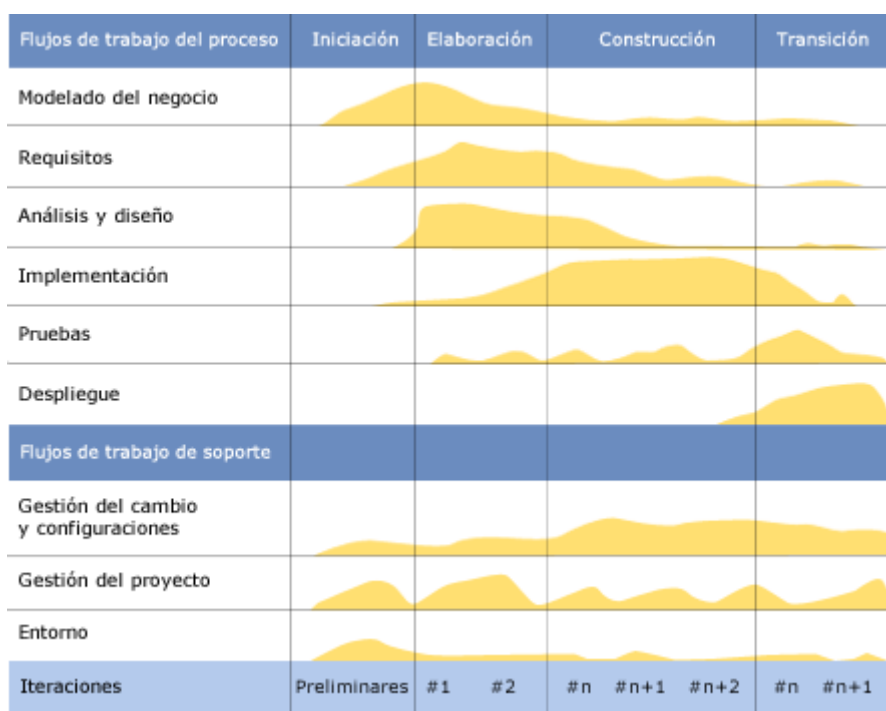 Flujos de trabajo del proceso Iniciación Elaboración Construcción Transición
Modelado del negocio
Requisitos
Análisis y diseño
Implementación
Pruebas
Despliegue
Flujos de trabajo de soporte
Gestión del cambio
y configuraciones
Gestión del proyecto
Entorno
Iteraciones Preliminares #1 #2 #n #n+1 #n+2 #n #n+1